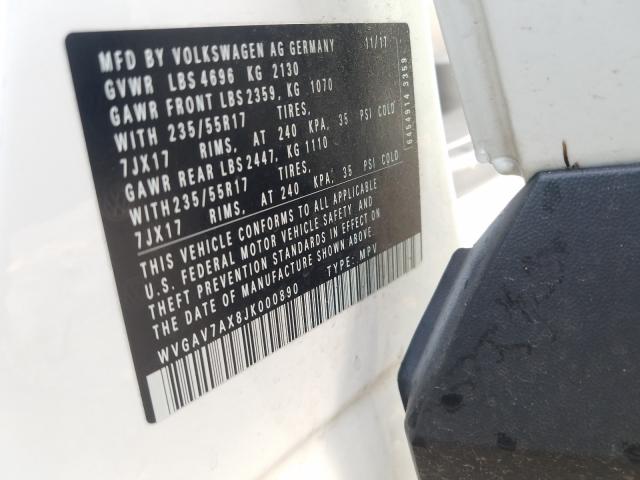 MFD BY VOLKSWAGEN AG GERMANY 11/17
GVWR LBS 4696 KG 2130
GAWR FRONT LBS 2359, KG 1070
WITH 235/55R17 TIRES,
7JX17 RIMS, AT 240 KPA, 35 PSI COLD
GAWR REAR LBS 2447, KG 1110
WITH 235/55R17 TIRES,
7JX17 RIMS, AT 240 KPA, 35 PSI COLD
THIS VEHICLE CONFORMS TO ALL APPLICABLE
U.S. FEDERAL MOTOR VEHICLE SAFETY AND
THEFT PREVENTION STANDARDS IN EFFECT ON
DATE OF MANUFACTURE SHOWN ABOVE.
WVGAV7AX8JK000890 TYPE: MPV
6454914 3359